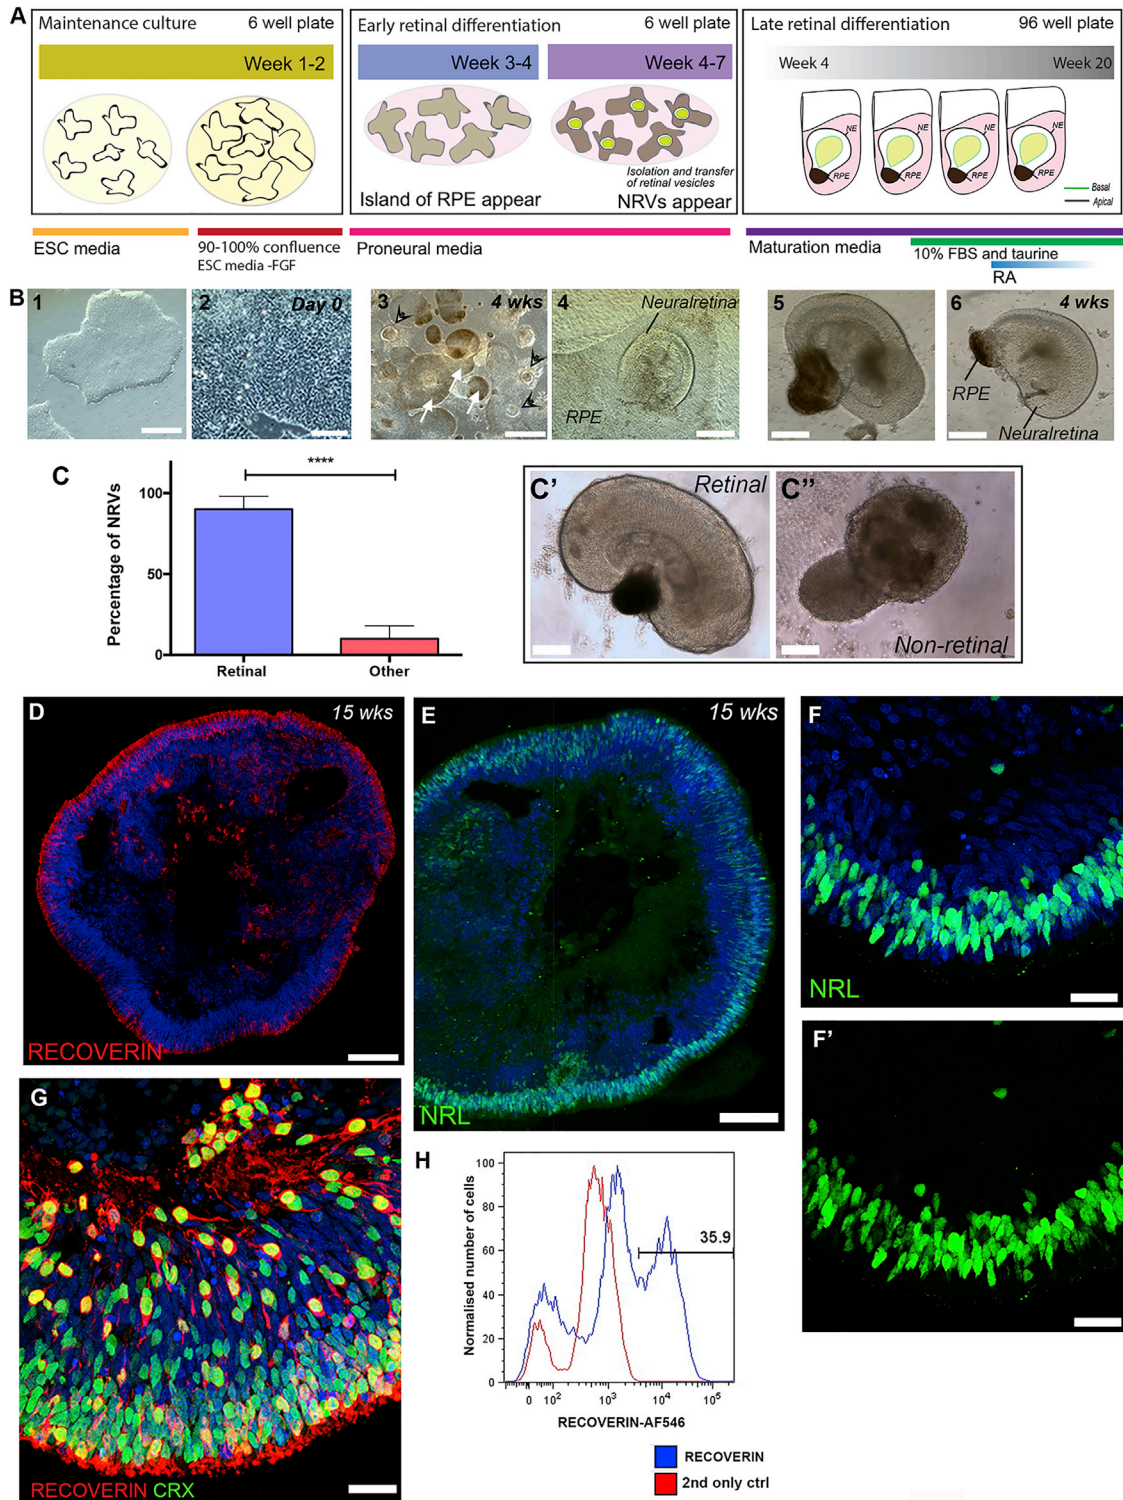 A
Maintenance culture 6 well plate
Week 1-2
Early retinal differentiation 6 well plate
Week 3-4 Week 4-7
Isolation and transfer
of retinal vesicles
Island of RPE appear NRVs appear
Late retinal differentiation 96 well plate
Week 4 Week 20
NE NE NE NE
RPE RPE RPE RPE
Basal
Apical
ESC media
90-100% confluence
ESC media -FGF
Proneural media
Maturation media
10% FBS and taurine
RA
B
1
2 Day 0
3 4 wks
4 Neuralretina
RPE
5
6 4 wks
RPE
Neuralretina
C
****
Percentage of NRVs
100
50
0
Retinal Other
C' Retinal
C'' Non-retinal
D 15 wks
RECOVERIN
E 15 wks
NRL
F
NRL
F'
G
RECOVERIN CRX
H
Normalised number of cells
100
80
60
40
20
0
35.9
0 10² 10³ 10⁴ 10⁵
RECOVERIN-AF546
RECOVERIN
2nd only ctrl